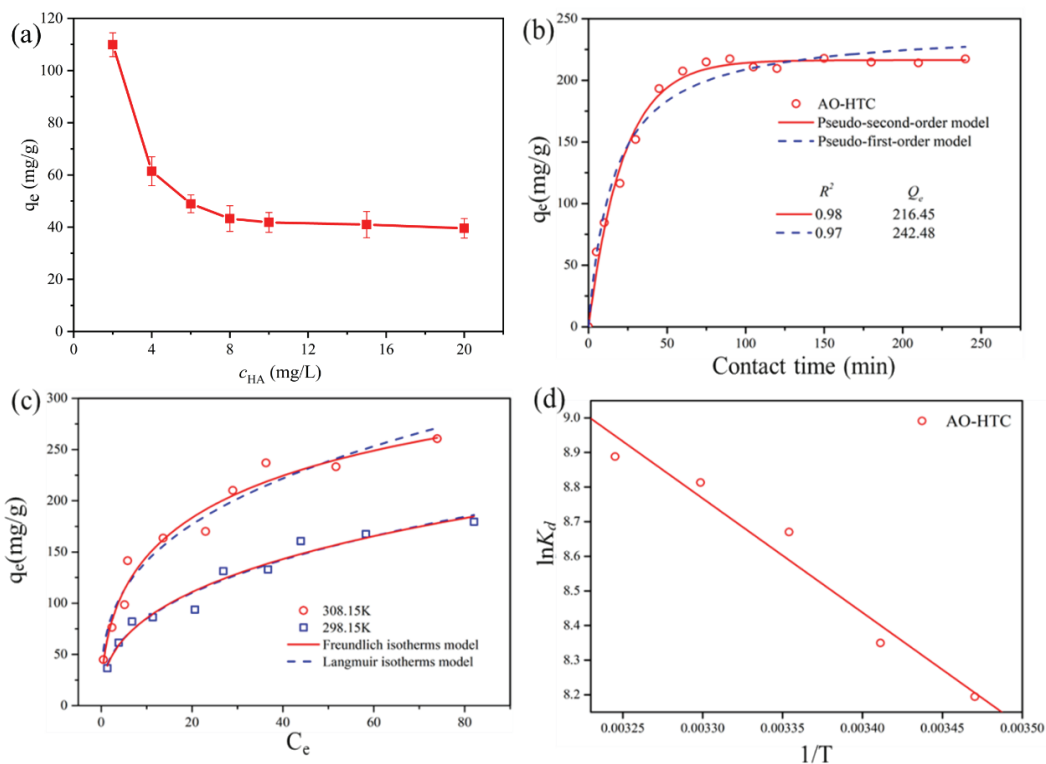 (a)
120
100
80
60
40
20
0
qe (mg/g)
0
4
8
12
16
20
cHA (mg/L)
(b)
250
200
150
100
50
0
qe(mg/g)
AO-HTC
Pseudo-second-order model
Pseudo-first-order model
R2 Qe
0.98 216.45
0.97 242.48
0
50
100
150
200
250
Contact time (min)
(c)
300
250
200
150
100
50
0
qe(mg/g)
308.15K
298.15K
Freundlich isotherms model
Langmuir isotherms model
0
20
40
60
80
Ce
(d)
9.0
8.9
8.8
8.6
8.5
8.4
8.3
8.2
lnKd
AO-HTC
0.00325
0.00330
0.00335
0.00340
0.00345
0.00350
1/T